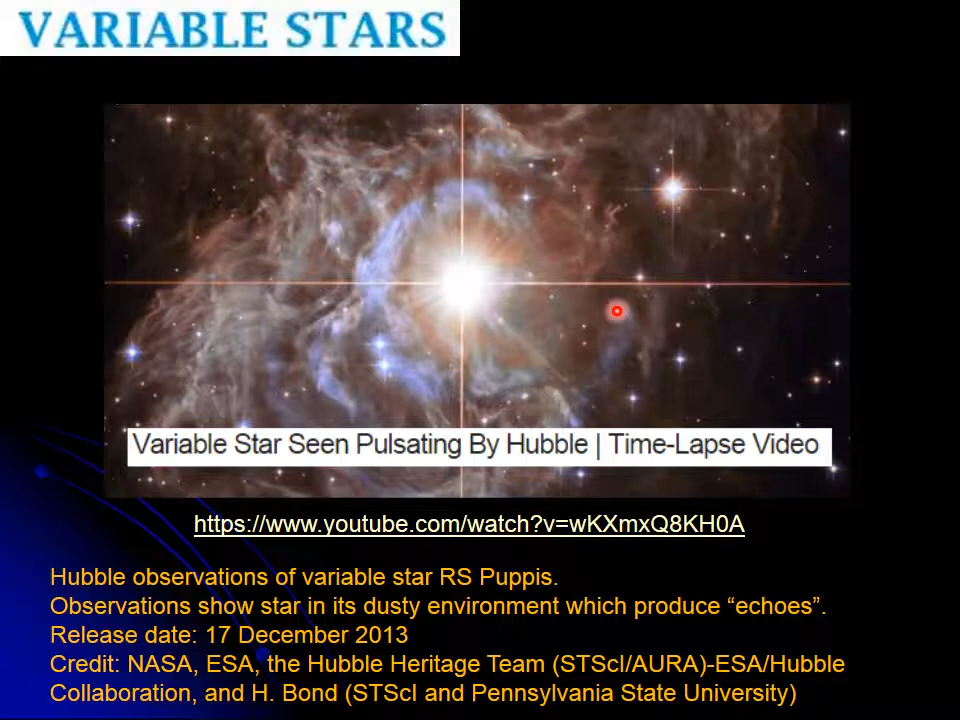 VARIABLE STARS
Variable Star Seen Pulsating By Hubble | Time-Lapse Video
https://www.youtube.com/watch?v=wKXmxQ8KH0A
Hubble observations of variable star RS Puppis.
Observations show star in its dusty environment which produce “echoes”.
Release date: 17 December 2013
Credit: NASA, ESA, the Hubble Heritage Team (STScI/AURA)-ESA/Hubble
Collaboration, and H. Bond (STScI and Pennsylvania State University)